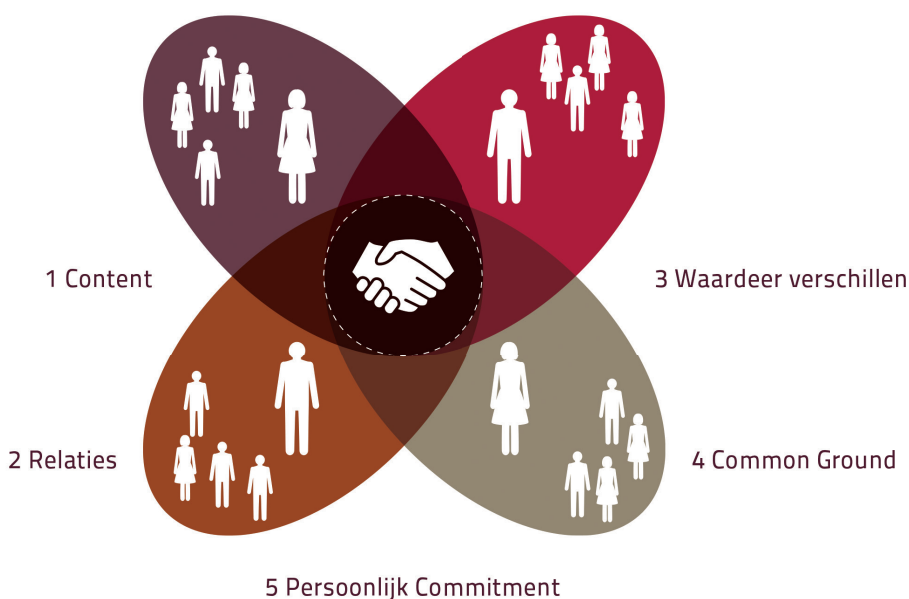 1 Content
3 Waardeer verschillen
2 Relaties
4 Common Ground
5 Persoonlijk Commitment